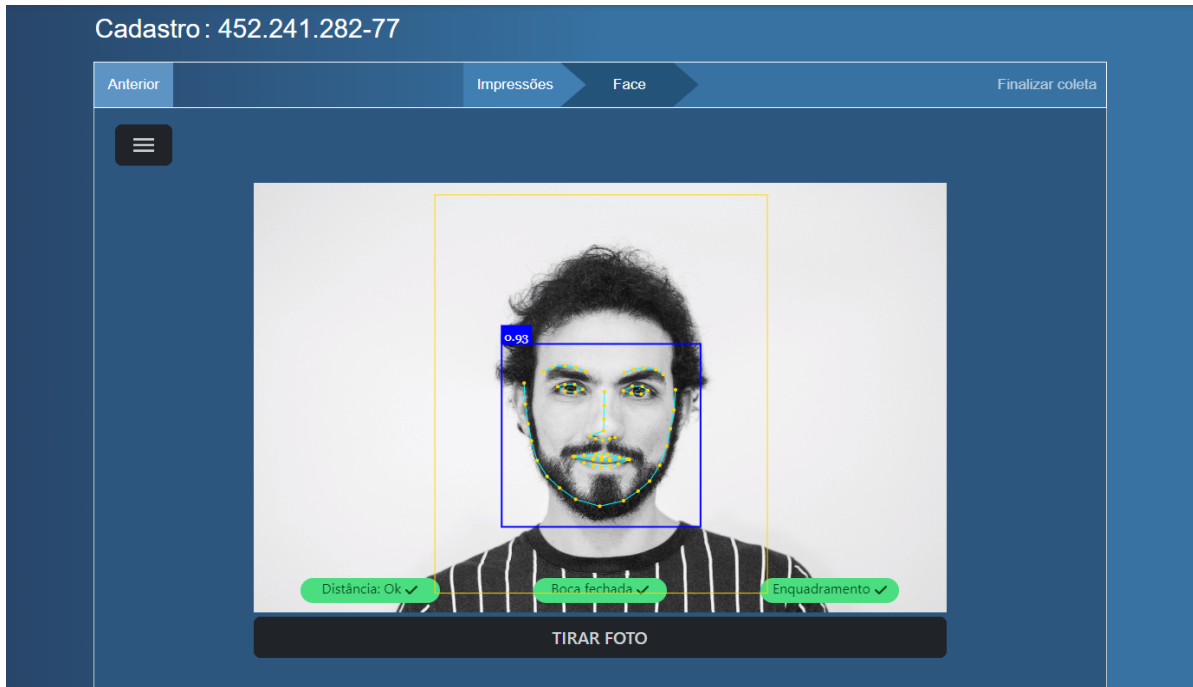 Cadastro : 452.241.282-77
Anterior
Impressões
Face
Finalizar coleta
0.93
Distância: Ok ✓
Boca fechada ✓
Enquadramento ✓
TIRAR FOTO